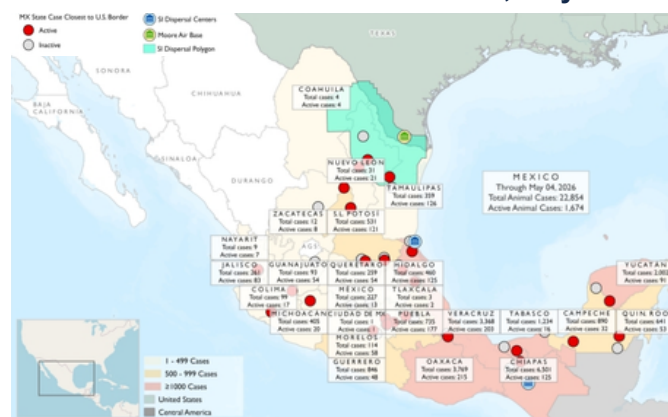 MX State Case Closest to U.S. Border
Active
Inactive
SI Dispersal Centers
Moore Air Base
SI Dispersal Polygon
TEXAS
SONORA
CHIHUAHUA
BAJA
CALIFORNIA
SINALOA
DURANGO
COAHUILA
Total cases: 4
Active cases: 4
NUEVO LEON
Total cases: 31
Active cases: 21
TAMAULIPAS
Total cases: 359
Active cases: 126
MEXICO
Through May 04, 2026
Total Animal Cases: 22,854
Active Animal Cases: 1,674
ZACATECAS
Total cases: 12
Active cases: 8
S.L. POTOSI
Total cases: 531
Active cases: 121
NAYARIT
Total cases: 9
Active cases: 7
AGS
JALISCO
Total cases: 261
Active cases: 83
GUANAJUATO
Total cases: 93
Active cases: 54
QUERETARO
Total cases: 259
Active cases: 54
HIDALGO
Total cases: 460
Active cases: 125
YUCATAN
Total cases: 2,002
Active cases: 91
COLIMA
Total cases: 99
Active cases: 17
MEXICO
Total cases: 227
Active cases: 13
TLAXCALA
Total cases: 3
Active cases: 2
MICHOACAN
Total cases: 405
Active cases: 20
CIUDAD DE MX
Total cases: 1
PUEBLA
Total cases: 735
Active cases: 177
VERACRUZ
Total cases: 3,368
Active cases: 203
TABASCO
Total cases: 1,234
Active cases: 16
CAMPECHE
Total cases: 890
Active cases: 32
QUIN. ROO
Total cases: 641
Active cases: 53
MORELOS
Total cases: 114
Active cases: 58
GUERRERO
Total cases: 846
Active cases: 48
OAXACA
Total cases: 3,769
Active cases: 215
CHIAPAS
Total cases: 6,501
Active cases: 125
1 - 499 Cases
500 - 999 Cases
≥1000 Cases
United States
Central America